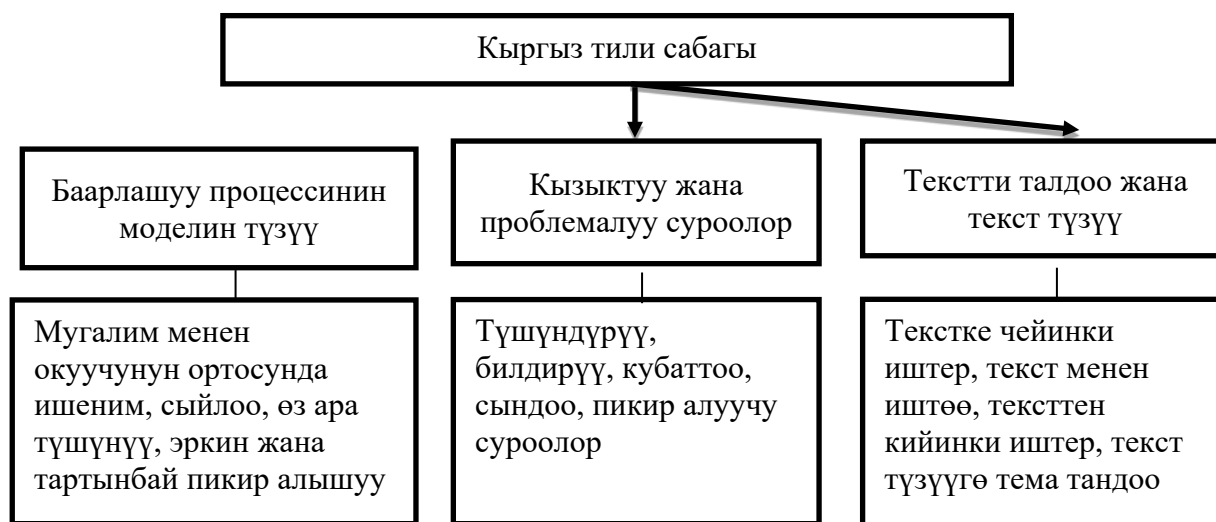 Кыргыз тили сабагы
Баарлашуу процессинин
моделин түзүү
Кызыктуу жана
проблемалуу суроолор
Текстти талдоо жана
текст түзүү
Мугалим менен
окуучунун ортосунда
ишеним, сыйлоо, өз ара
түшүнүү, эркин жана
тартынбай пикир алышуу
Түшүндүрүү,
билдирүү, кубаттоо,
сындоо, пикир алуучу
суроолор
Текстке чейинки
иштер, текст менен
иштөө, тексттен
кийинки иштер, текст
түзүүгө тема тандоо